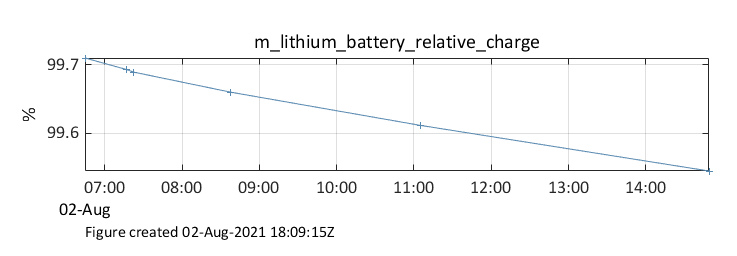 m_lithium_battery_relative_charge
99.7
%
99.6
07:00 08:00 09:00 10:00 11:00 12:00 13:00 14:00
02-Aug
Figure created 02-Aug-2021 18:09:15Z